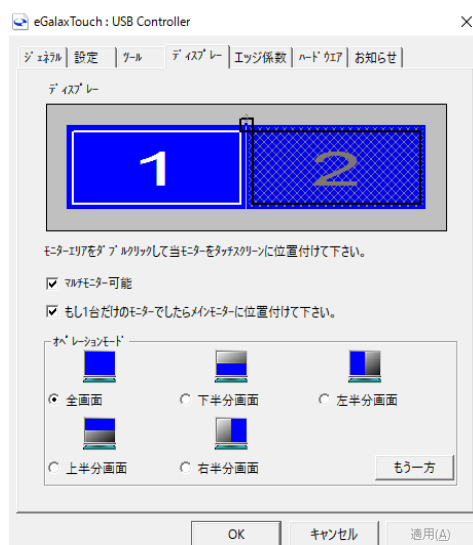 eGalaxTouch : USB Controller
ジェネラル 設定 ツール ディスプレー エッジ係数 ハードウエア お知らせ
ディスプレー
1 2
モニターエリアをダブルクリックして当モニターをタッチスクリーンに位置付けて下さい。
マルチモニター可能
もし1台だけのモニターでしたらメインモニターに位置付けて下さい。
オペレーションモード
全画面 下半分画面 左半分画面
上半分画面 右半分画面 もう一方
OK キャンセル 適用(A)